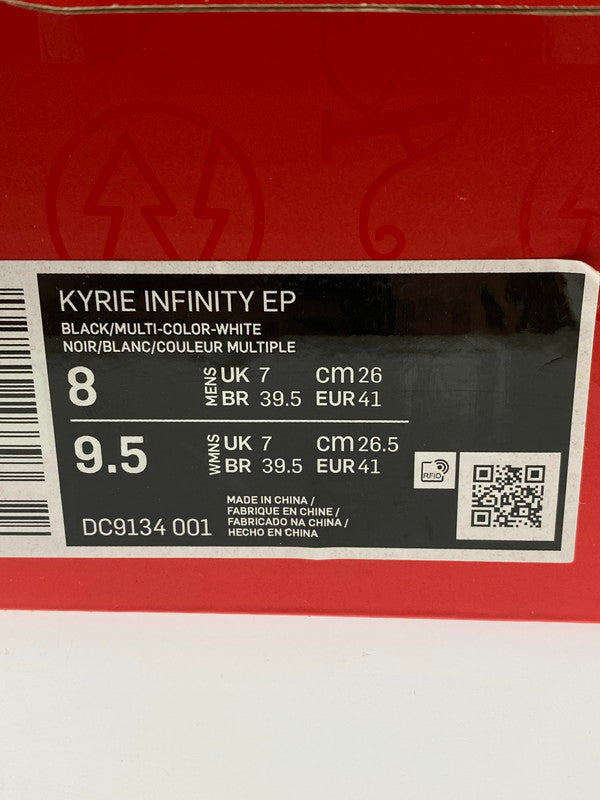 KYRIE INFINITY EP
BLACK/MULTI-COLOR-WHITE
NOIR/BLANC/COULEUR MULTIPLE
8 MENS UK 7 CM 26
BR 39.5 EUR 41
9.5 WMNS UK 7 CM 26.5
BR 39.5 EUR 41
RFID
MADE IN CHINA /
FABRIQUE EN CHINE /
FABRICADO NA CHINA /
HECHO EN CHINA
DC9134 001